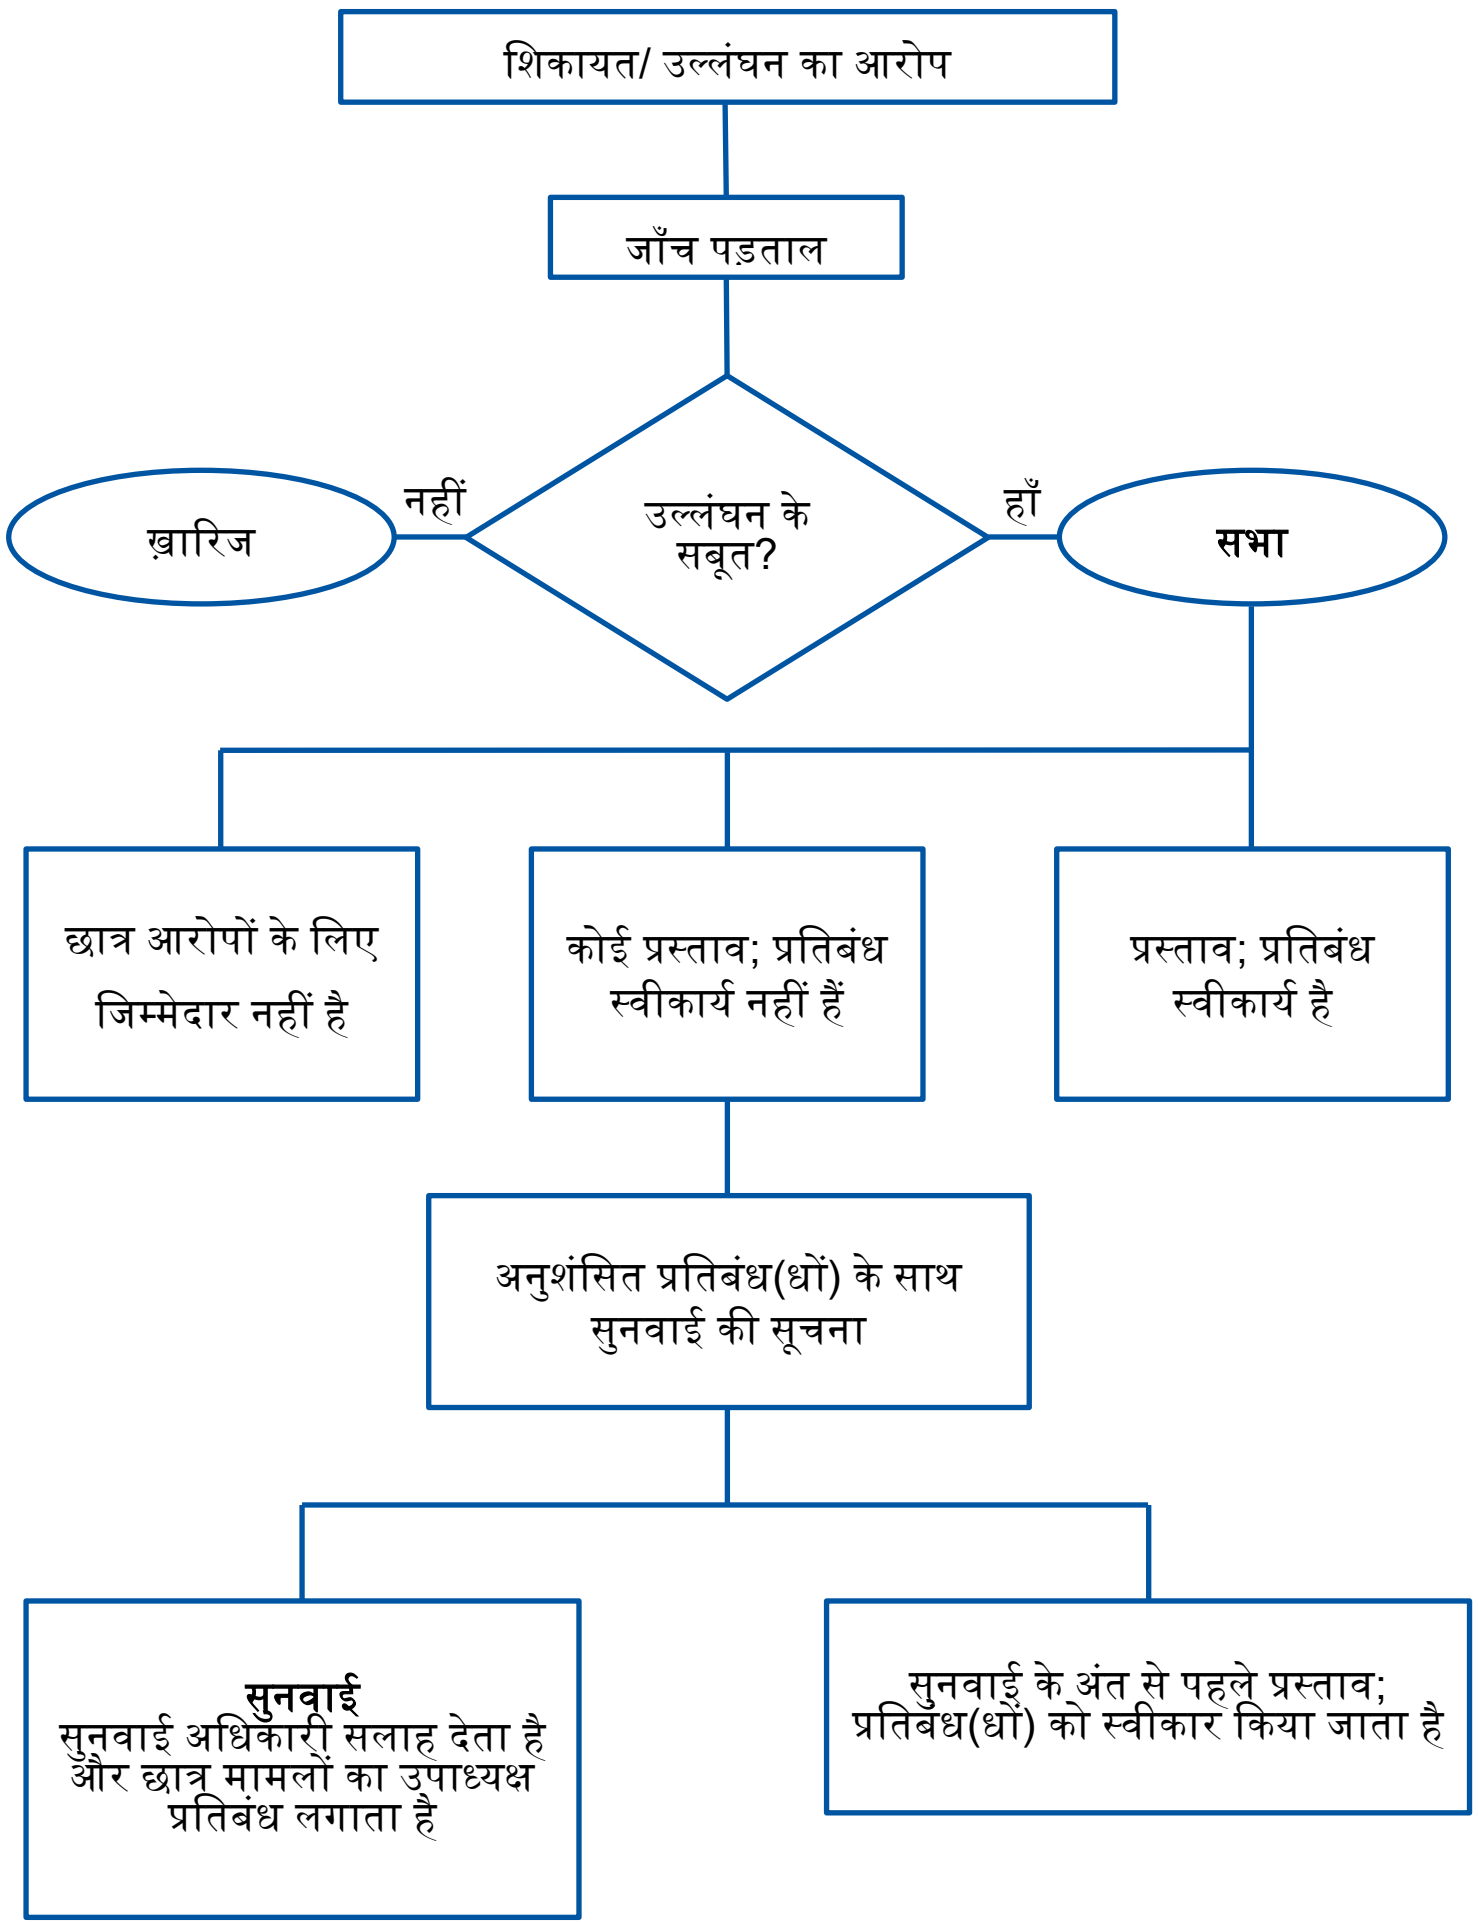 शिकायत/ उल्लंघन का आरोप
जाँच पड़ताल
नहीं
हाँ
ख़ारिज
उल्लंघन के
सबूत?
सभा
छात्र आरोपों के लिए
जिम्मेदार नहीं है
कोई प्रस्ताव; प्रतिबंध
स्वीकार्य नहीं हैं
प्रस्ताव; प्रतिबंध
स्वीकार्य है
अनुशंसित प्रतिबंध(धों) के साथ
सुनवाई की सूचना
सुनवाई
सुनवाई अधिकारी सलाह देता है
और छात्र मामलों का उपाध्यक्ष
प्रतिबंध लगाता है
सुनवाई के अंत से पहले प्रस्ताव;
प्रतिबंध(धों) को स्वीकार किया जाता है